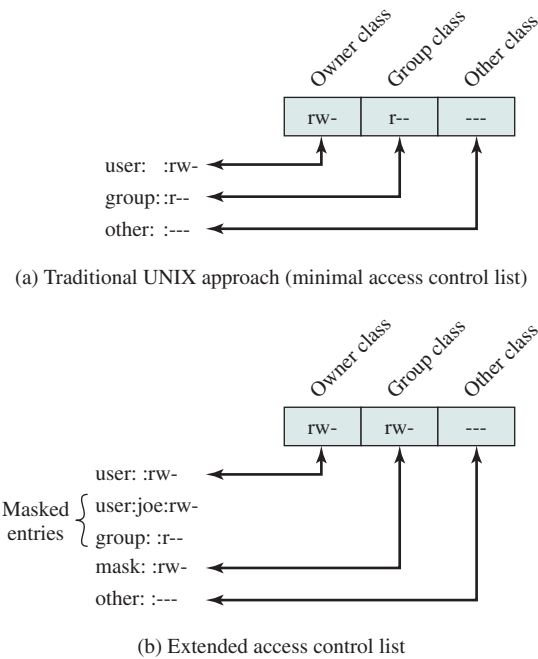 Owner class
Group class
Other class
rw- r-- ---
user: :rw-
group: :r--
other: :---
(a) Traditional UNIX approach (minimal access control list)
Owner class
Group class
Other class
rw- rw- ---
user: :rw-
Masked entries
user:joe:rw-
group: :r--
mask: :rw-
other: :---
(b) Extended access control list